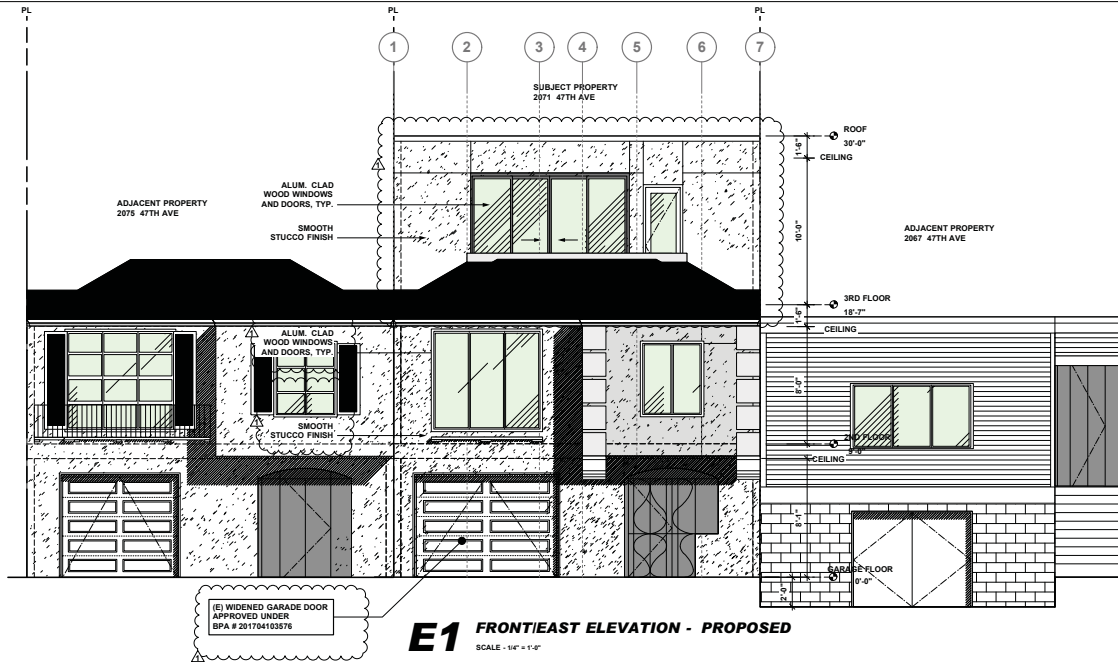 PL
PL
PL
1
2
3
4
5
6
7
SUBJECT PROPERTY
2071 47TH AVE
ROOF
30'-0"
1'-6"
CEILING
ALUM. CLAD
WOOD WINDOWS
AND DOORS, TYP.
ADJACENT PROPERTY
2075 47TH AVE
SMOOTH
STUCCO FINISH
10'-0"
ADJACENT PROPERTY
2067 47TH AVE
3RD FLOOR
18'-7"
1'-6"
CEILING
ALUM. CLAD
WOOD WINDOWS
AND DOORS, TYP.
8'-0"
SMOOTH
STUCCO FINISH
2ND FLOOR
9'-0"
CEILING
8'-1"
GARAGE FLOOR
0'-0"
2'-0"
(E) WIDENED GARADE DOOR
APPROVED UNDER
BPA # 201704103576
E1 FRONT/EAST ELEVATION - PROPOSED
SCALE - 1/4" = 1'-0"